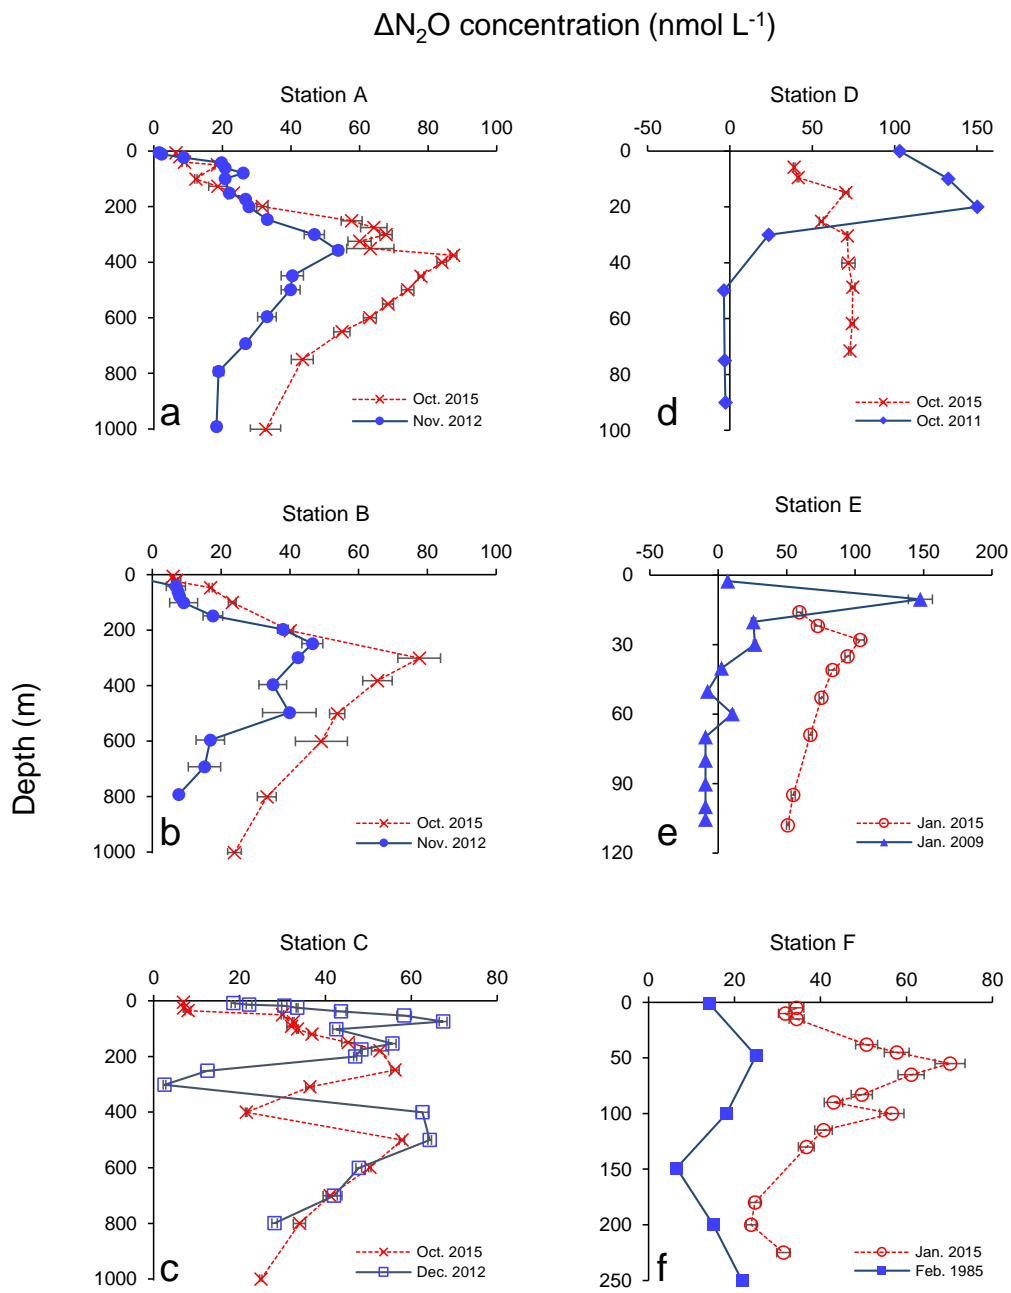 ΔN₂O concentration (nmol L⁻¹)
Station A
0 20 40 60 80 100
0
200
400
600
800
1000
Oct. 2015
Nov. 2012
a
Station D
-50 0 50 100 150
0
20
40
60
80
100
Oct. 2015
Oct. 2011
d
Depth (m)
Station B
0 20 40 60 80 100
0
200
400
600
800
1000
Oct. 2015
Nov. 2012
b
Station E
-50 0 50 100 150 200
0
30
60
90
120
Jan. 2015
Jan. 2009
e
Station C
0 20 40 60 80
0
200
400
600
800
1000
Oct. 2015
Dec. 2012
c
Station F
0 20 40 60 80
0
50
100
150
200
250
Jan. 2015
Feb. 1985
f